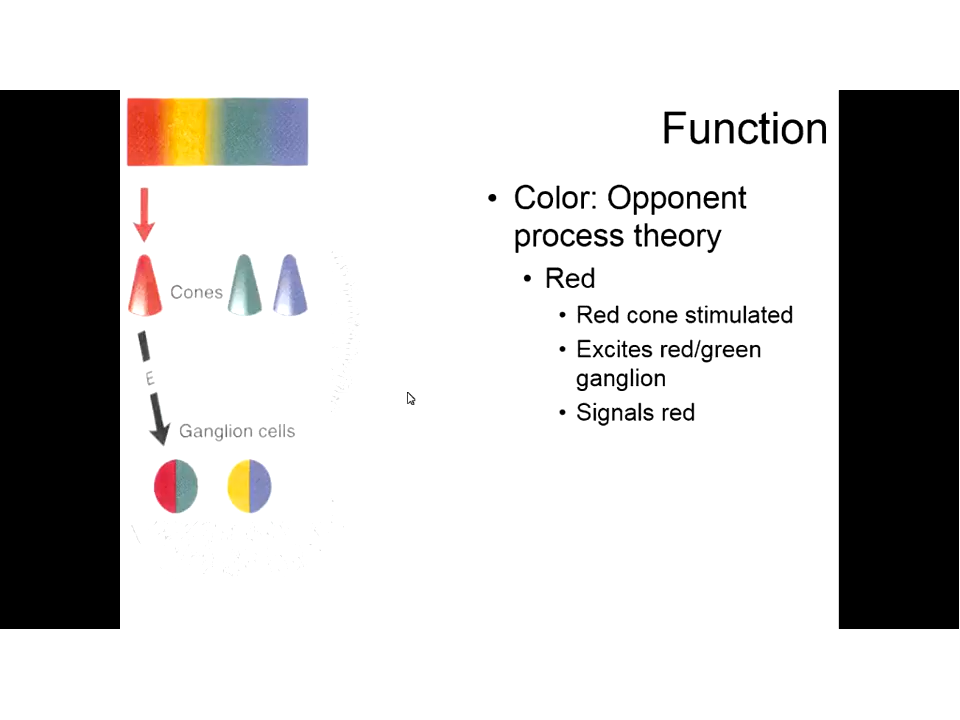 Function
• Color: Opponent
process theory
• Red
• Red cone stimulated
• Excites red/green
ganglion
• Signals red
Cones
E
Ganglion cells